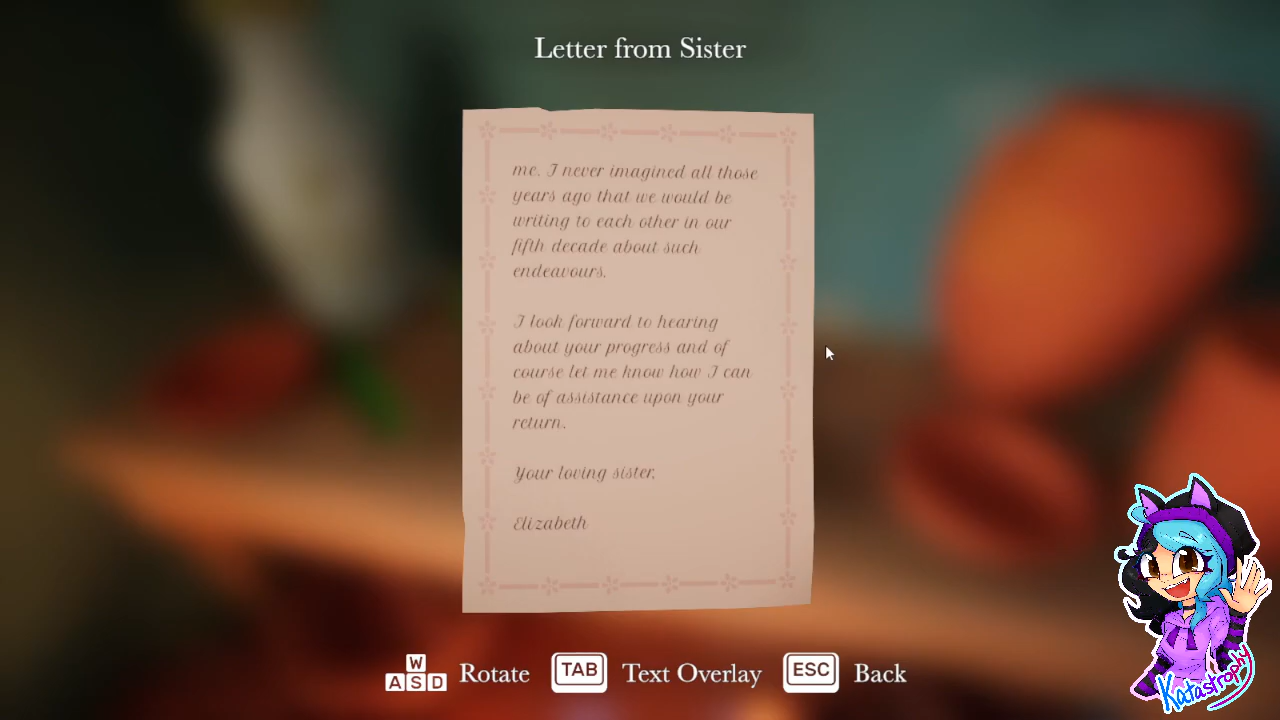 Letter from Sister
me. I never imagined all those
years ago that we would be
writing to each other in our
fifth decade about such
endeavours.
I look forward to hearing
about your progress and of
course let me know how I can
be of assistance upon your
return.
Your loving sister,
Elizabeth
W
A S D Rotate TAB Text Overlay ESC Back
Katastrophy